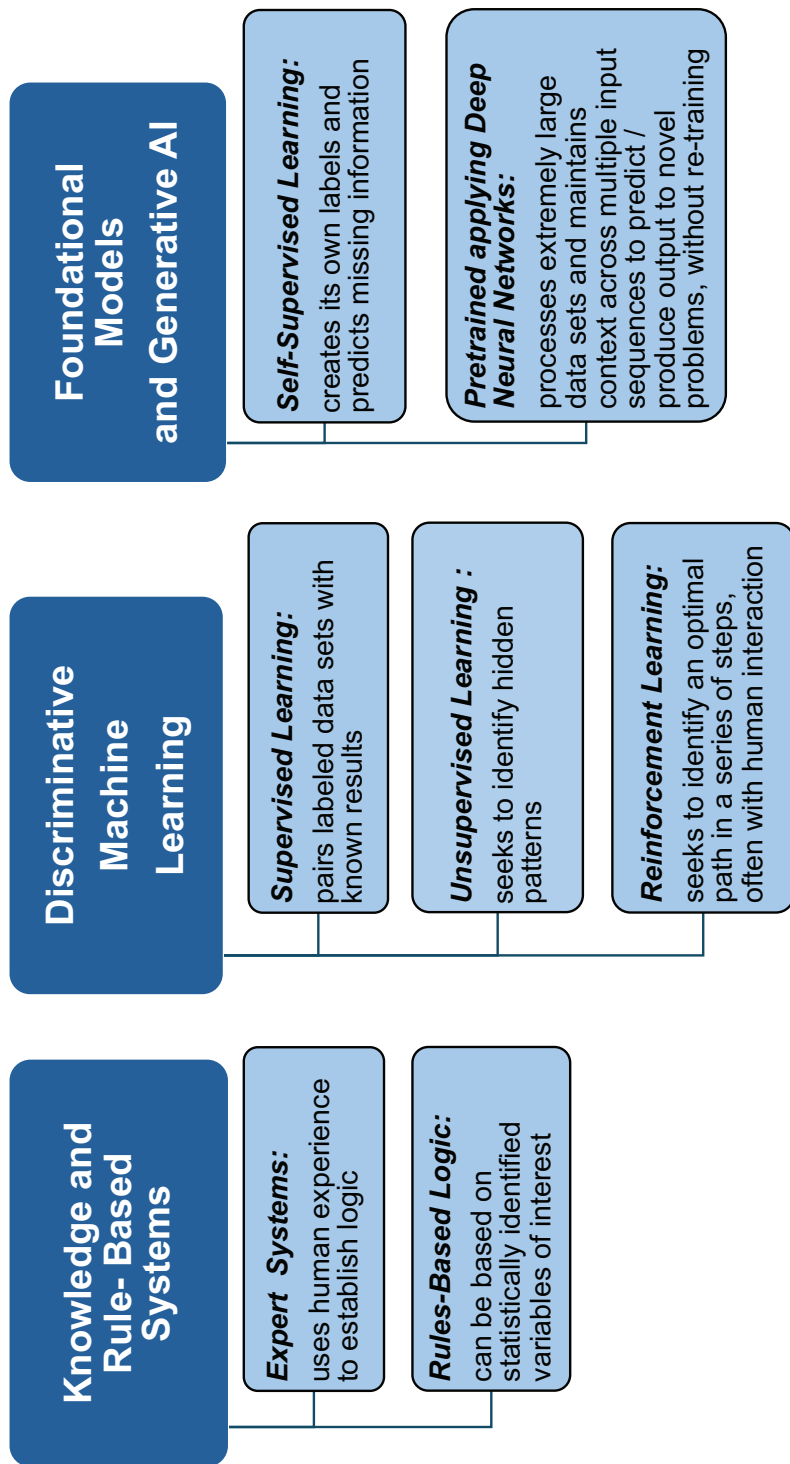 Knowledge and
Rule- Based
Systems
Expert Systems:
uses human experience
to establish logic
Rules-Based Logic:
can be based on
statistically identified
variables of interest
Discriminative
Machine
Learning
Supervised Learning:
pairs labeled data sets with
known results
Unsupervised Learning :
seeks to identify hidden
patterns
Reinforcement Learning:
seeks to identify an optimal
path in a series of steps,
often with human interaction
Foundational
Models
and Generative AI
Self-Supervised Learning:
creates its own labels and
predicts missing information
Pretrained applying Deep
Neural Networks:
processes extremely large
data sets and maintains
context across multiple input
sequences to predict /
produce output to novel
problems, without re-training